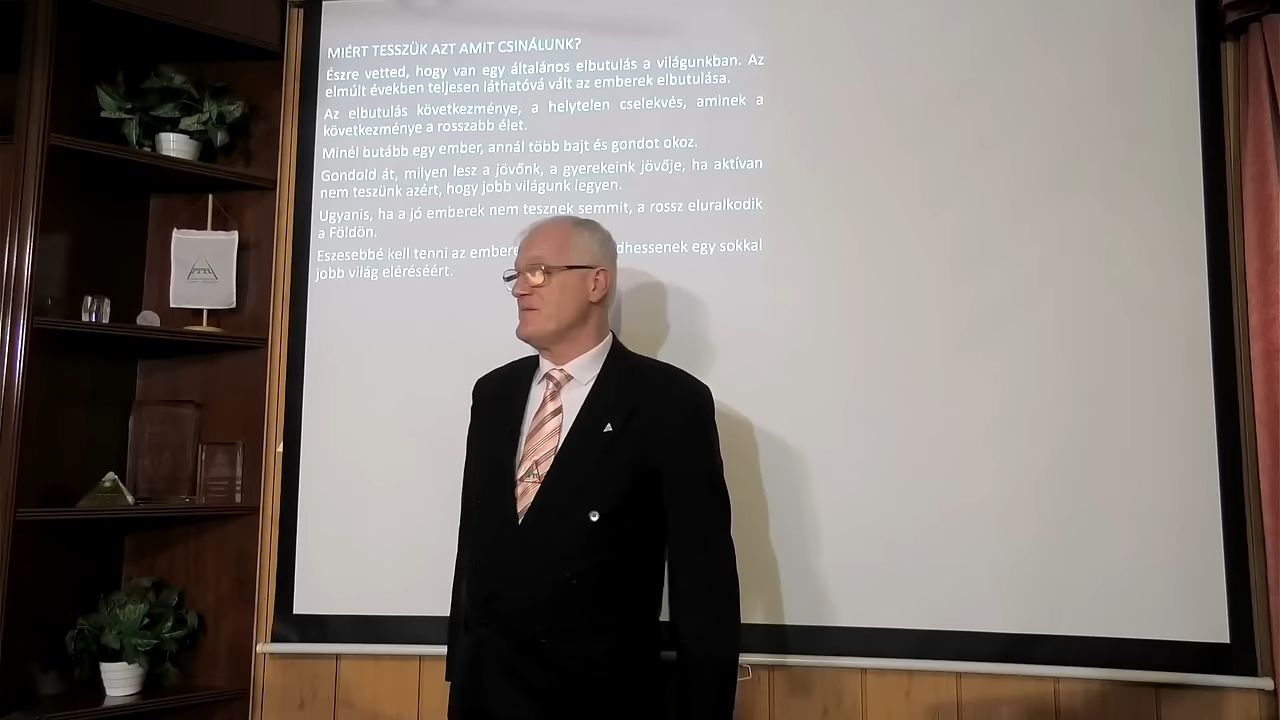 MIÉRT TESSZÜK AZT AMIT CSINÁLUNK?
Észre vetted, hogy van egy általános elbutulás a világunkban. Az
elmúlt években teljesen láthatóvá vált az emberek elbutulása.
Az elbutulás következménye, a helytelen cselekvés, aminek a
következménye a rosszabb élet.
Minél butább egy ember, annál több bajt és gondot okoz.
Gondold át, milyen lesz a jövőnk, a gyerekeink jövője, ha aktívan
nem teszünk azért, hogy jobb világunk legyen.
Ugyanis, ha a jó emberek nem tesznek semmit, a rossz eluralkodik
a Földön.
Eszesebbé kell tenni az embere dhessenek egy sokkal
jobb világ eléréséért.